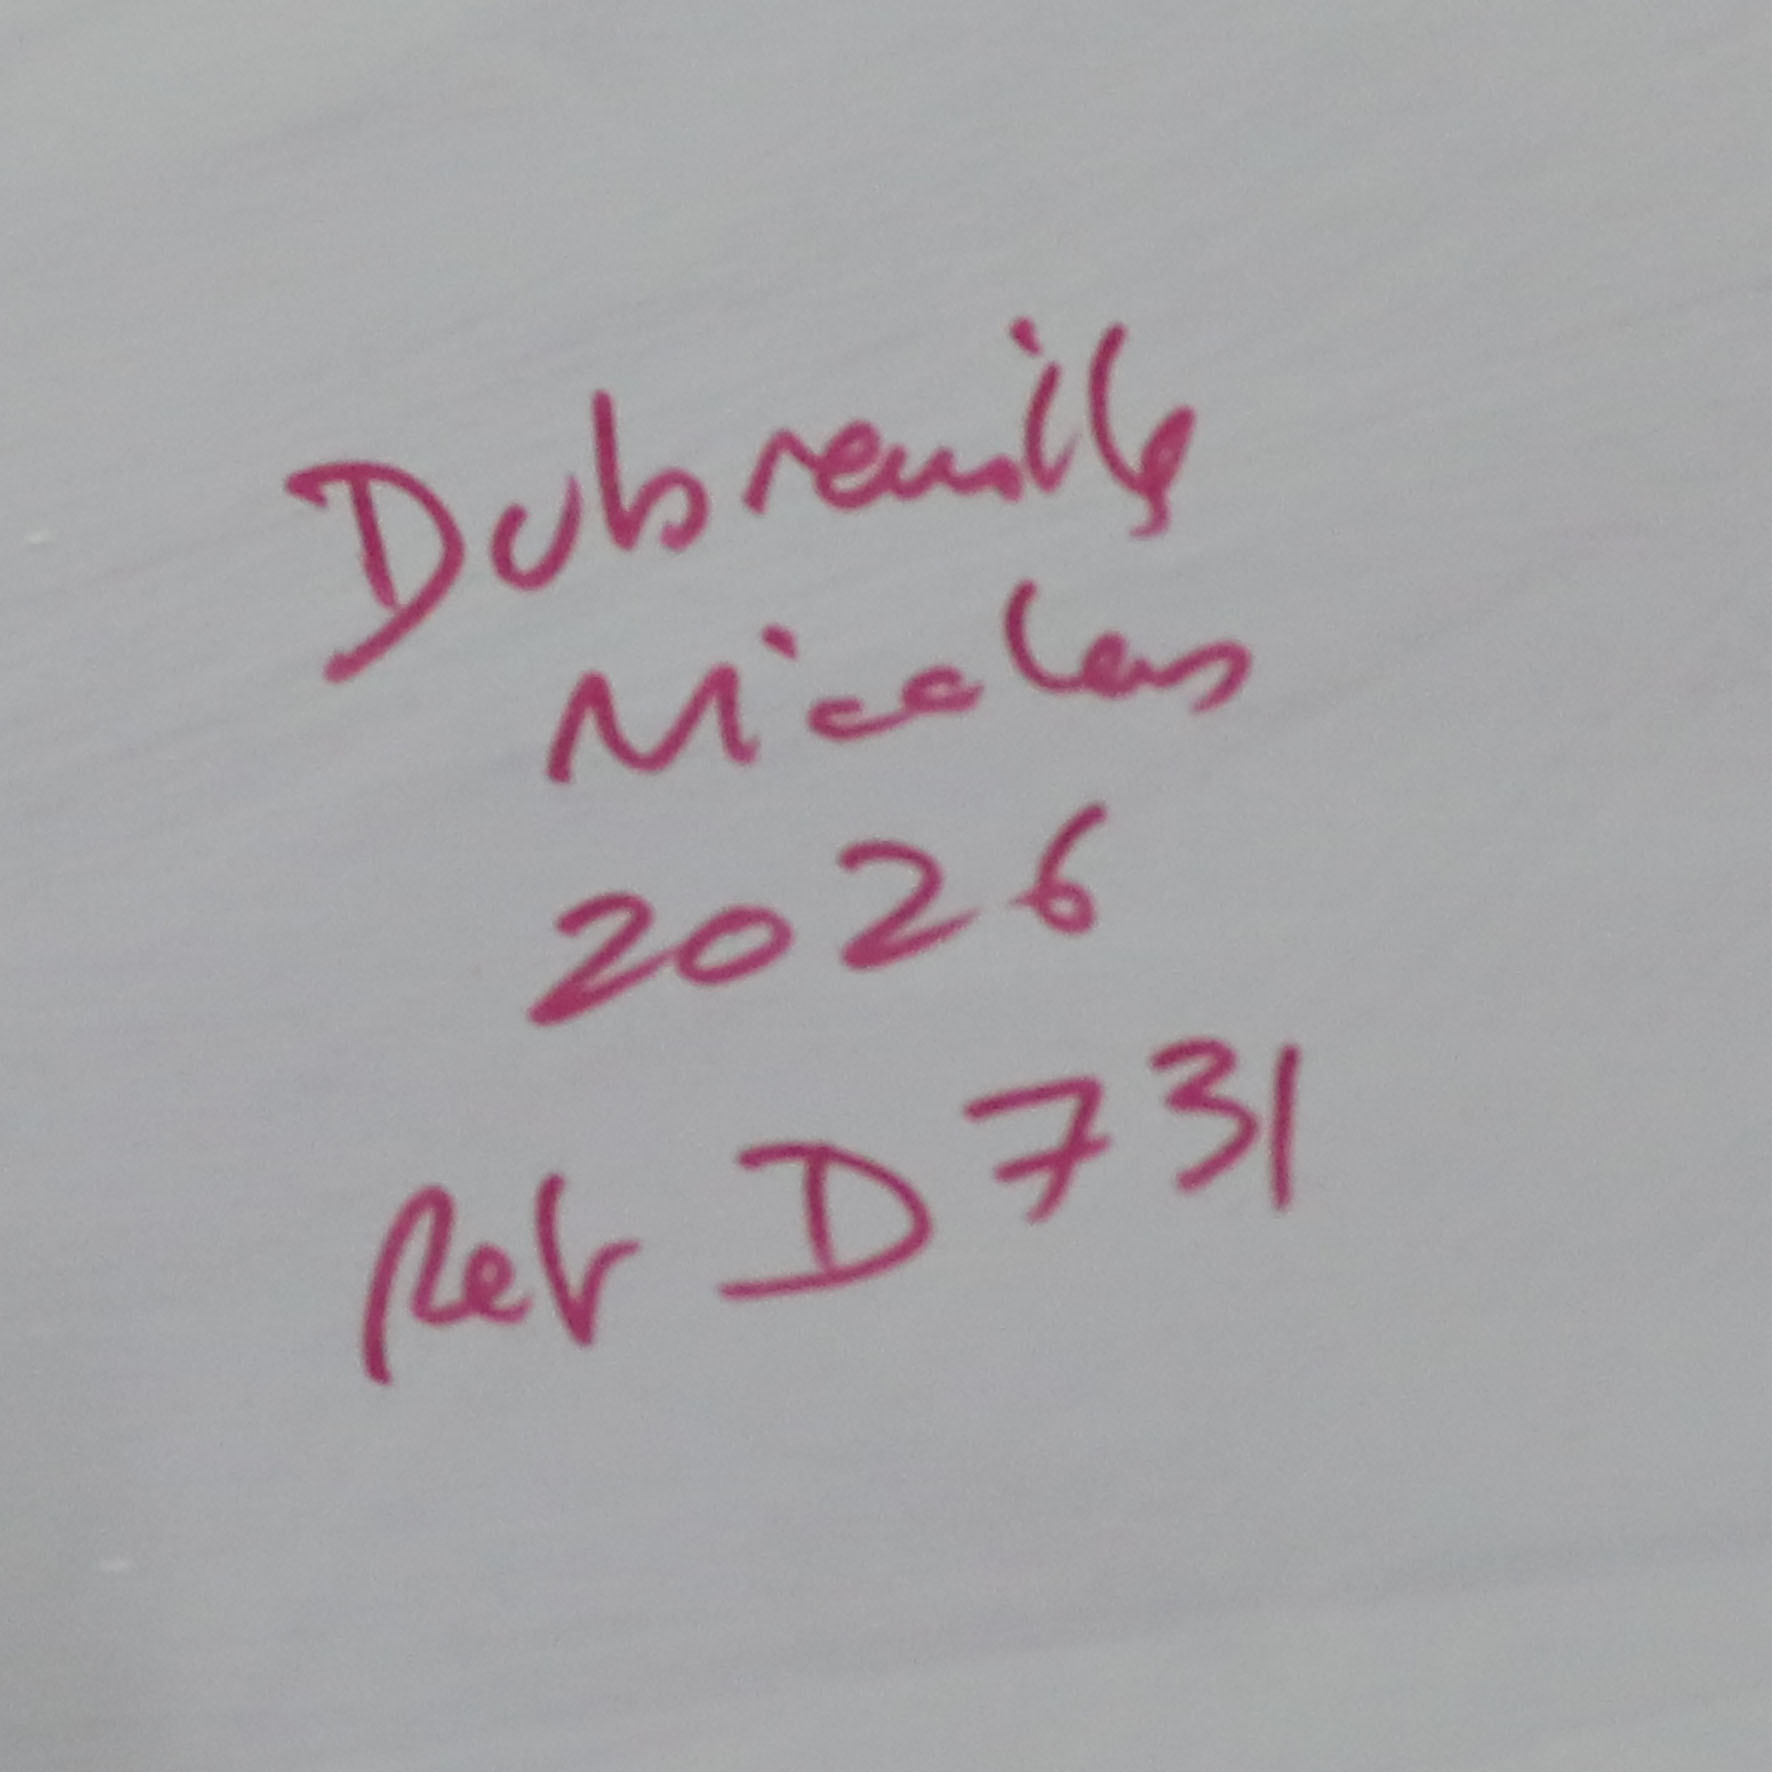 Dubreuille
Nicolas
2026
Ref D731